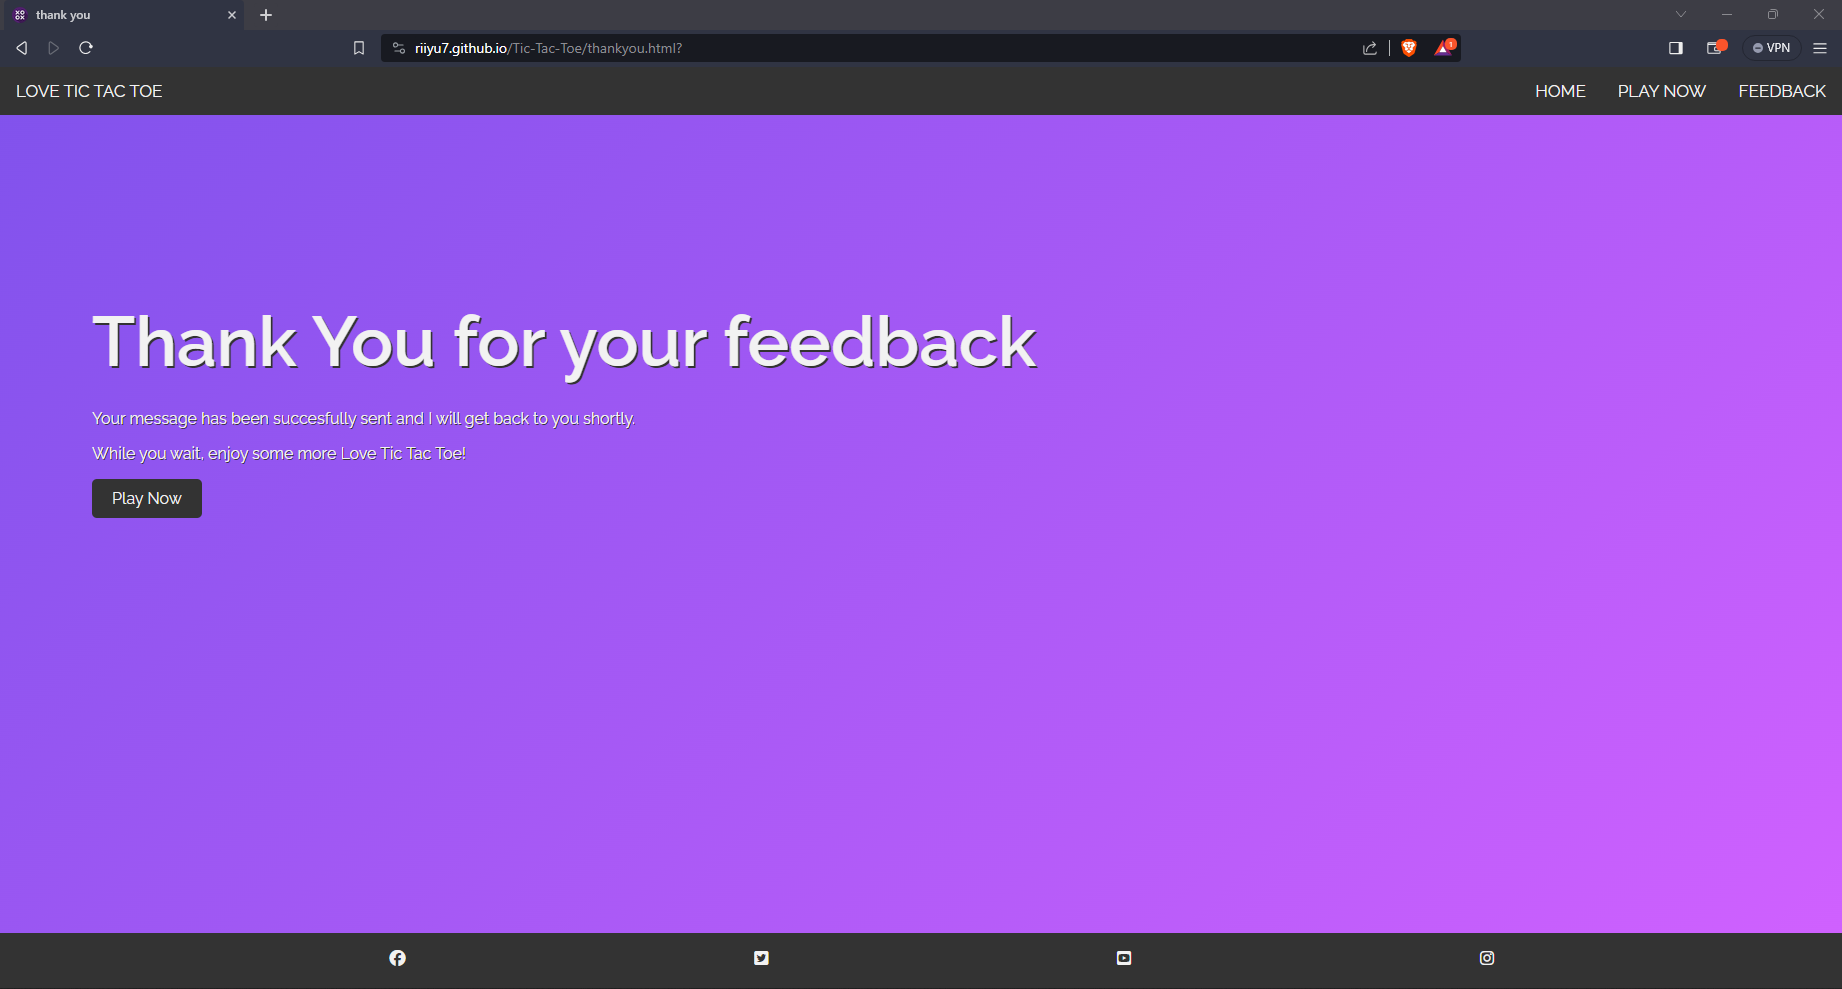 thank you
riiyu7.github.io/Tic-Tac-Toe/thankyou.html?
1
VPN
LOVE TIC TAC TOE
HOME
PLAY NOW
FEEDBACK
Thank You for your feedback
Your message has been succesfully sent and I will get back to you shortly.
While you wait, enjoy some more Love Tic Tac Toe!
Play Now